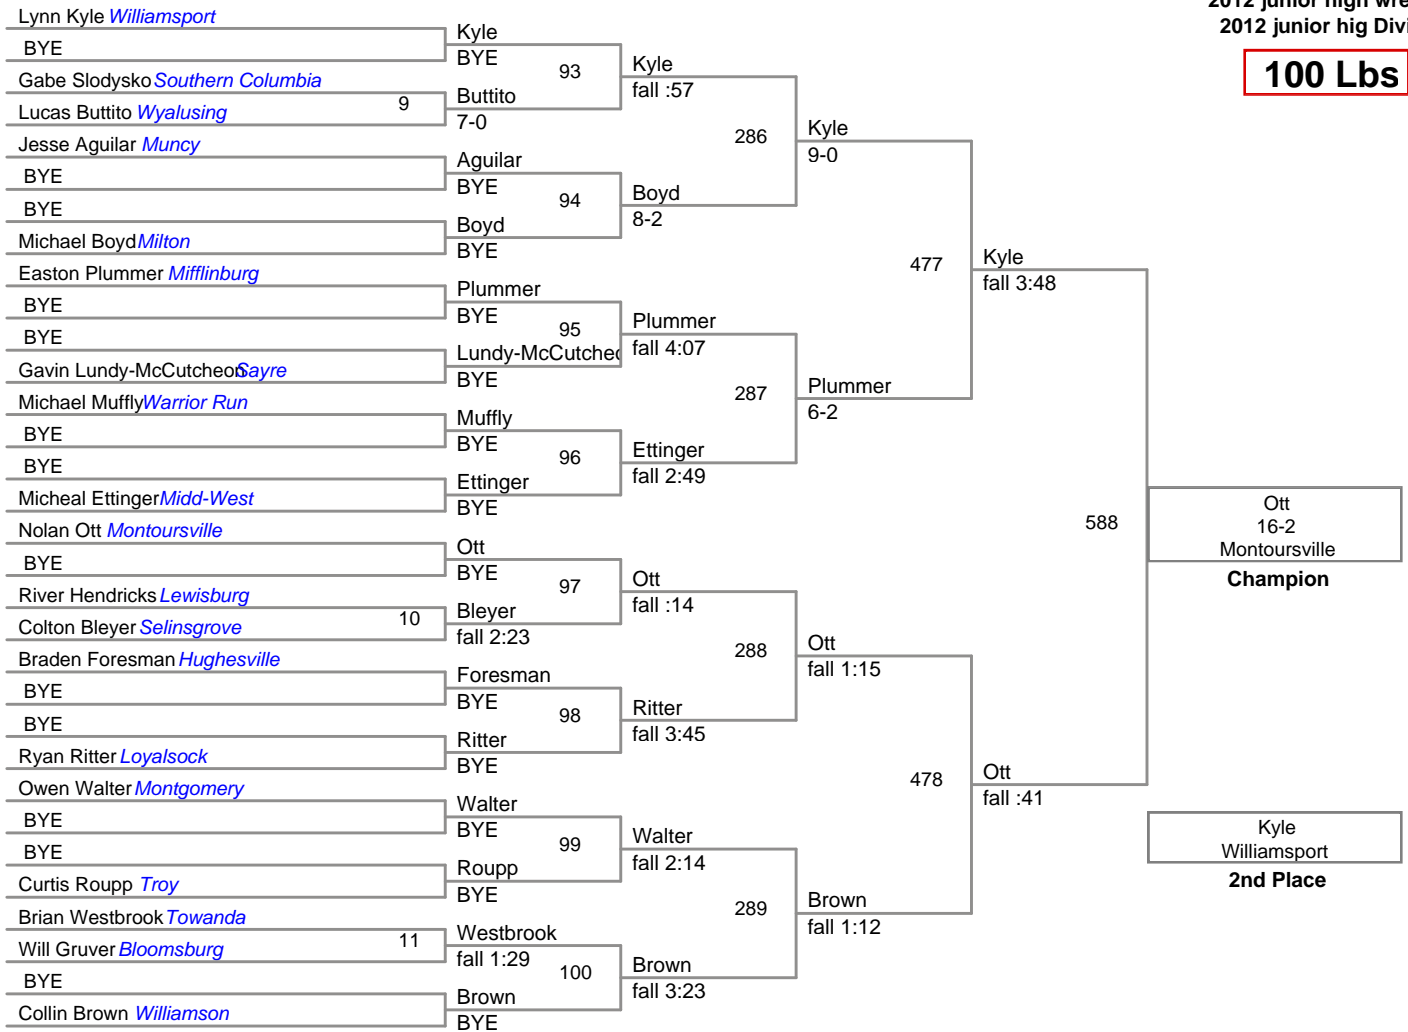 2012 junior high wre
2012 junior hig Divi
100 Lbs
Lynn Kyle Williamsport
BYE
Gabe Slodysko Southern Columbia
9
Lucas Buttito Wyalusing
Jesse Aguilar Muncy
BYE
BYE
Michael Boyd Milton
Easton Plummer Mifflinburg
BYE
BYE
Gavin Lundy-McCutcheon Sayre
Michael Muffly Warrior Run
BYE
BYE
Micheal Ettinger Midd-West
Nolan Ott Montoursville
BYE
River Hendricks Lewisburg
10
Colton Bleyer Selinsgrove
Braden Foresman Hughesville
BYE
BYE
Ryan Ritter Loyalsock
Owen Walter Montgomery
BYE
BYE
Curtis Roupp Troy
Brian Westbrook Towanda
11
Will Gruver Bloomsburg
BYE
Collin Brown Williamson
Kyle
BYE
93
Buttito
7-0
Aguilar
BYE
94
Boyd
BYE
Plummer
BYE
95
Lundy-McCutcheo
BYE
Muffly
BYE
96
Ettinger
BYE
Ott
BYE
97
Bleyer
fall 2:23
Foresman
BYE
98
Ritter
BYE
Walter
BYE
99
Roupp
BYE
Westbrook
fall 1:29
100
Brown
BYE
Kyle
fall :57
286
Boyd
8-2
Plummer
fall 4:07
287
Ettinger
fall 2:49
Ott
fall :14
288
Ritter
fall 3:45
Walter
fall 2:14
289
Brown
fall 3:23
Kyle
9-0
477
Plummer
6-2
Ott
fall 1:15
478
Brown
fall 1:12
Kyle
fall 3:48
588
Ott
fall :41
Ott
16-2
Montoursville
Champion
Kyle
Williamsport
2nd Place